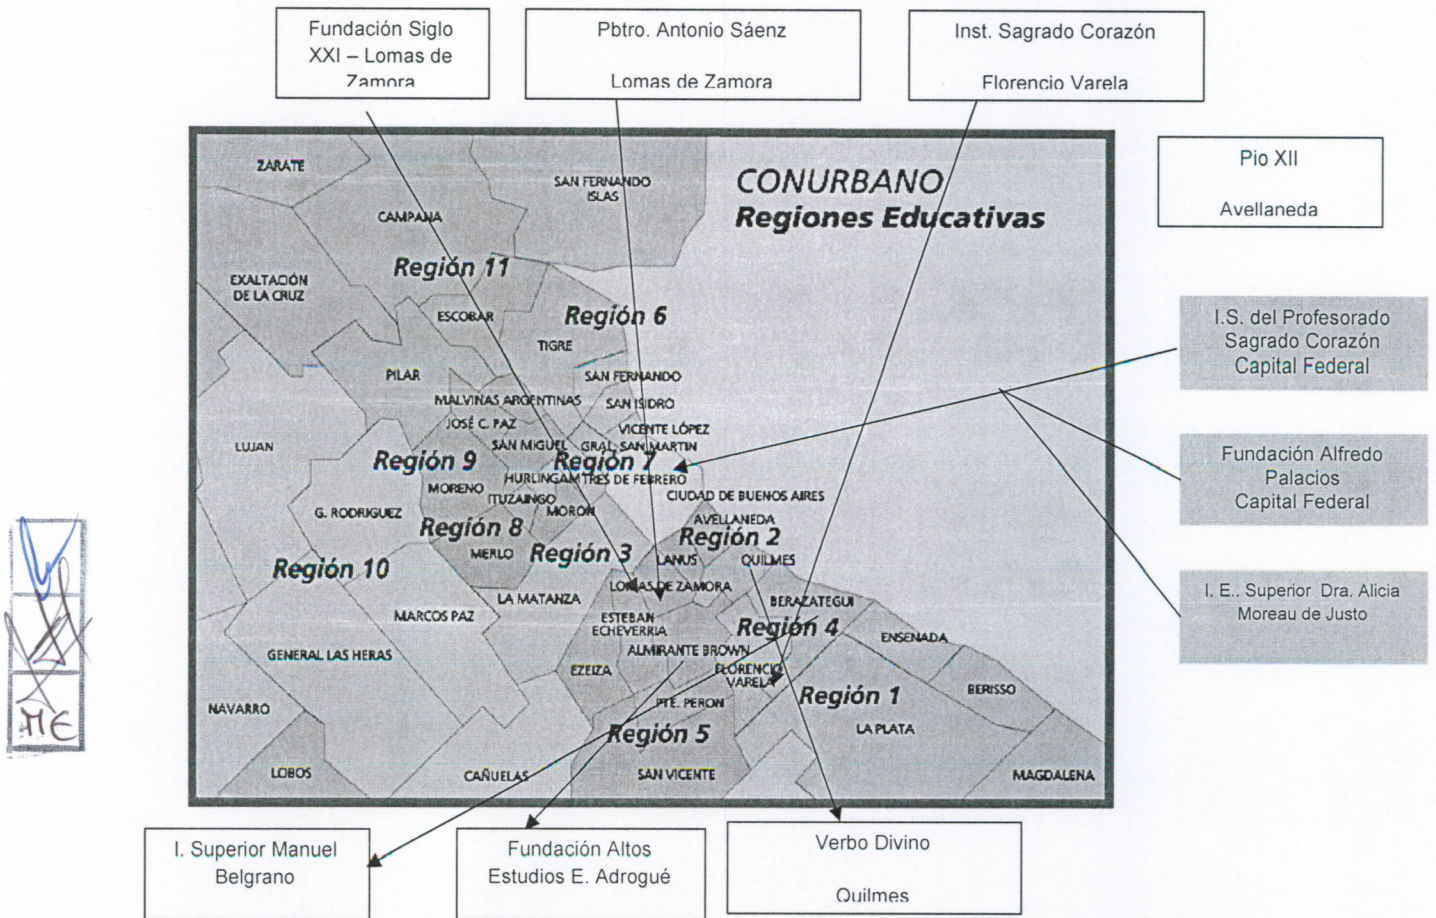 Fundación Siglo
XXI – Lomas de
Zamora
Pbtro. Antonio Sáenz
Lomas de Zamora
Inst. Sagrado Corazón
Florencio Varela
Pio XII
Avellaneda
I.S. del Profesorado
Sagrado Corazón
Capital Federal
Fundación Alfredo
Palacios
Capital Federal
I. E.. Superior Dra. Alicia
Moreau de Justo
CONURBANO
Regiones Educativas
ZARATE
SAN FERNANDO
ISLAS
CAMPANA
Región 11
EXALTACIÓN
DE LA CRUZ
ESCOBAR
Región 6
TIGRE
PILAR
SAN FERNANDO
MALVINAS ARGENTINAS
SAN ISIDRO
JOSÉ C. PAZ
VICENTE LÓPEZ
LUJAN
SAN MIGUEL
GRAL. SAN MARTIN
Región 9
Región 7
HURLINGAM
TRES DE FEBRERO
MORENO
ITUZAINGO
CIUDAD DE BUENOS AIRES
G. RODRIGUEZ
MORON
AVELLANEDA
Región 8
Región 2
MERLO
Región 3
LANUS
QUILMES
Región 10
LOMAS DE ZAMORA
LA MATANZA
BERAZATEGUI
MARCOS PAZ
ESTEBAN
ECHEVERRIA
Región 4
ENSENADA
GENERAL LAS HERAS
ALMIRANTE BROWN
EZEIZA
FLORENCIO
VARELA
BERISSO
Región 1
NAVARRO
PTE. PERON
LA PLATA
Región 5
LOBOS
CAÑUELAS
SAN VICENTE
MAGDALENA
ME
I. Superior Manuel
Belgrano
Fundación Altos
Estudios E. Adrogué
Verbo Divino
Quilmes